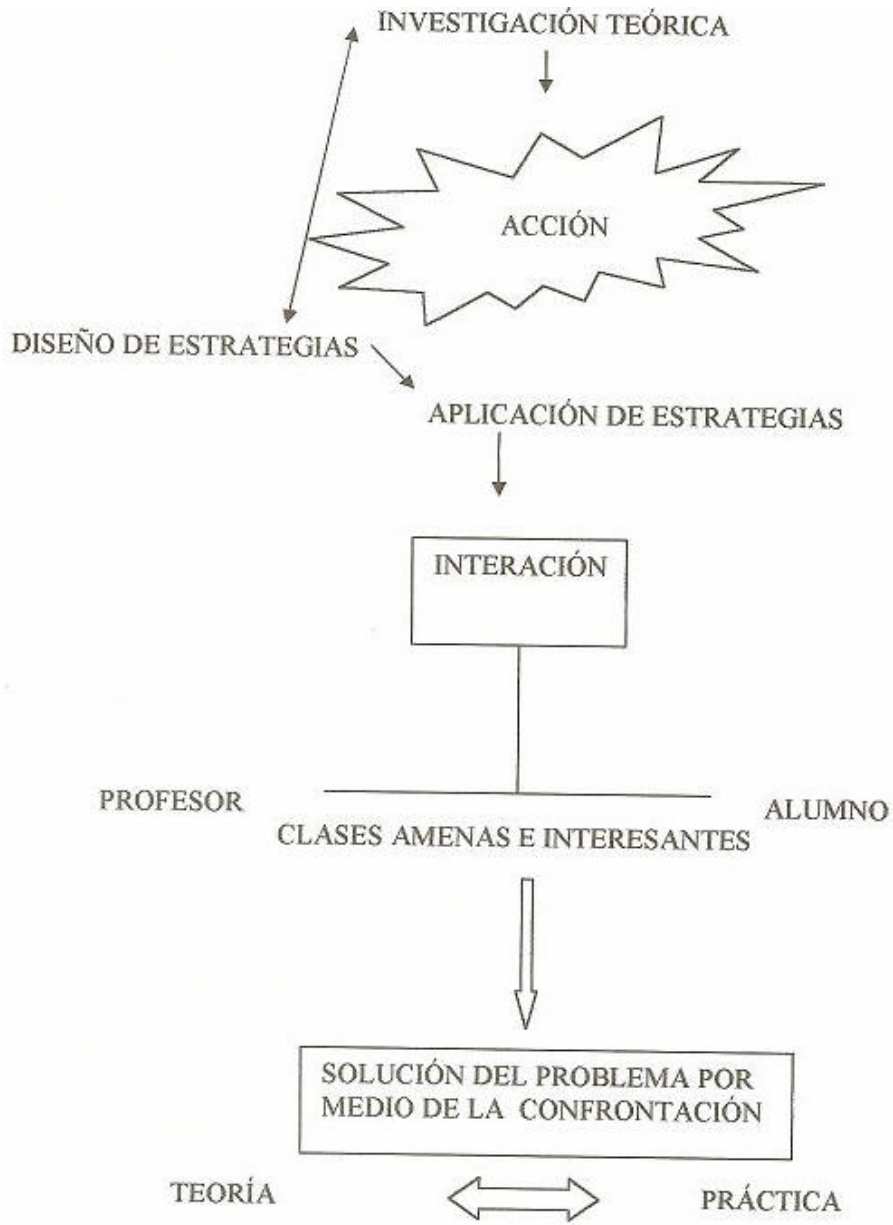 INVESTIGACIÓN TEÓRICA
ACCIÓN
DISEÑO DE ESTRATEGIAS
APLICACIÓN DE ESTRATEGIAS
INTERACIÓN
PROFESOR
ALUMNO
CLASES AMENAS E INTERESANTES
SOLUCIÓN DEL PROBLEMA POR
MEDIO DE LA CONFRONTACIÓN
TEORÍA
PRÁCTICA